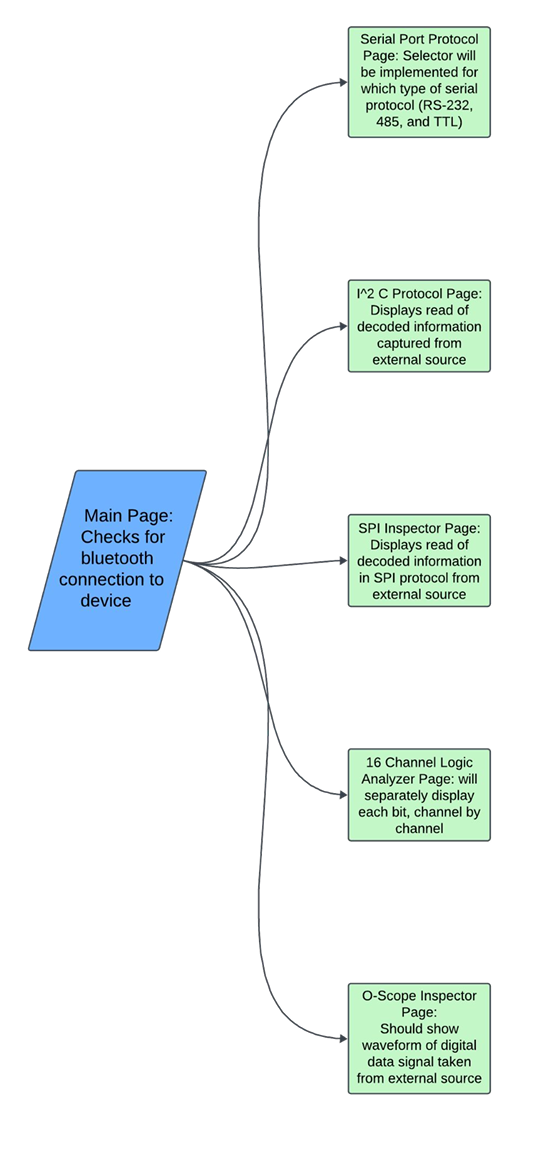 Serial Port Protocol
Page: Selector will
be implemented for
which type of serial
protocol (RS-232,
485, and TTL)
I^2 C Protocol Page:
Displays read of
decoded information
captured from
external source
Main Page:
Checks for
bluetooth
connection to
device
SPI Inspector Page:
Displays read of
decoded information
in SPI protocol from
external source
16 Channel Logic
Analyzer Page: will
separately display
each bit, channel by
channel
O-Scope Inspector
Page:
Should show
waveform of digital
data signal taken
from external source